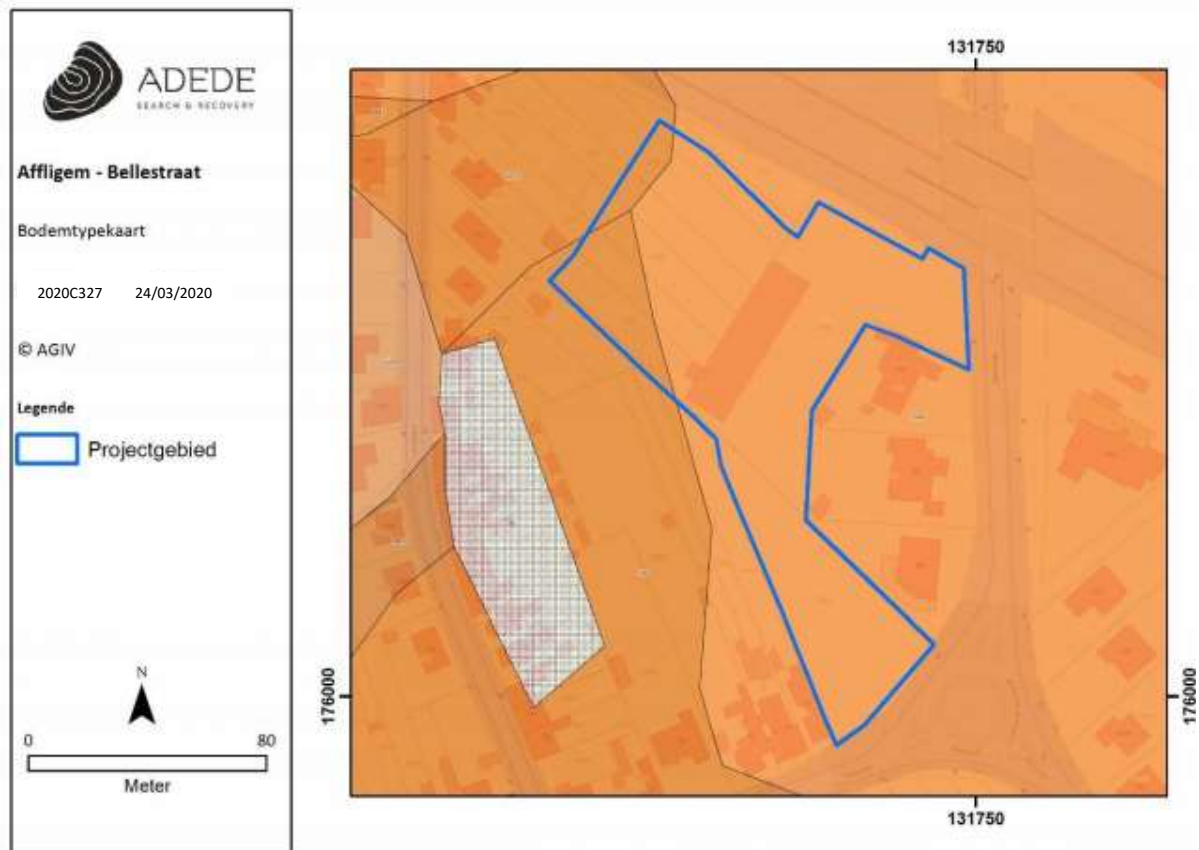 ADEDE
SEARCH & RECOVERY
Affligem - Bellestraat
Bodemtypekaart
2020C327 24/03/2020
© AGIV
Legende
Projectgebied
N
0 80
Meter
131750
176000
176000
131750